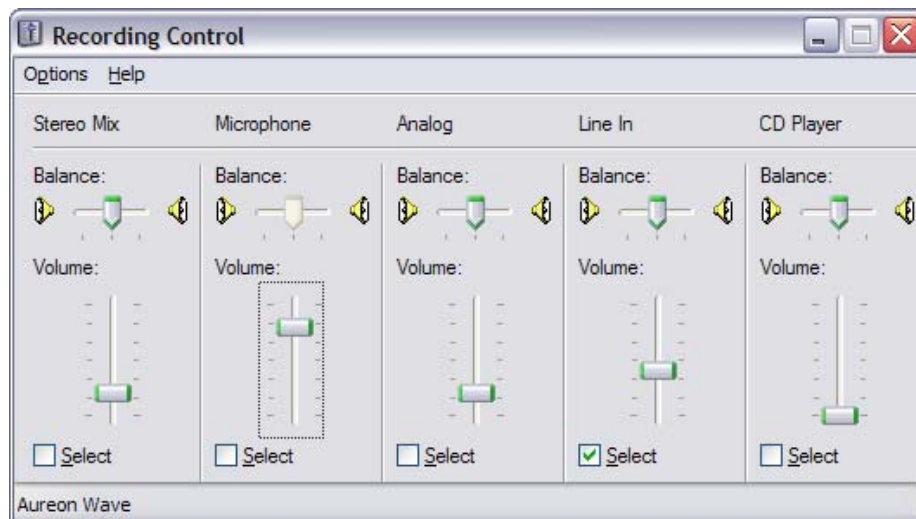 Recording Control
Options Help
Stereo Mix Microphone Analog Line In CD Player
Balance: Balance: Balance: Balance: Balance:
Volume: Volume: Volume: Volume: Volume:
Select Select Select Select Select
Aureon Wave